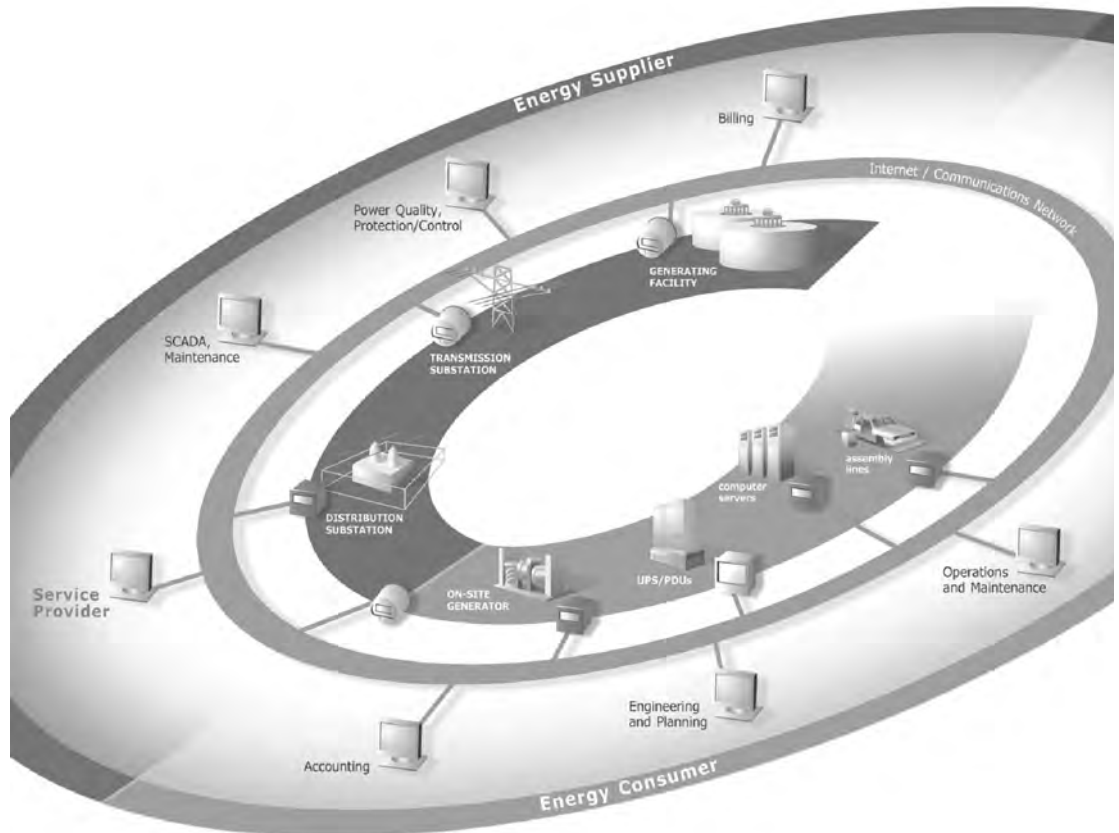 Energy Supplier
Billing
Internet / Communications Network
Power Quality,
Protection/Control
GENERATING
FACILITY
SCADA,
Maintenance
TRANSMISSION
SUBSTATION
assembly
lines
computer
servers
DISTRIBUTION
SUBSTATION
UPS/PDUs
ON-SITE
GENERATOR
Operations
and Maintenance
Service
Provider
Engineering
and Planning
Accounting
Energy Consumer